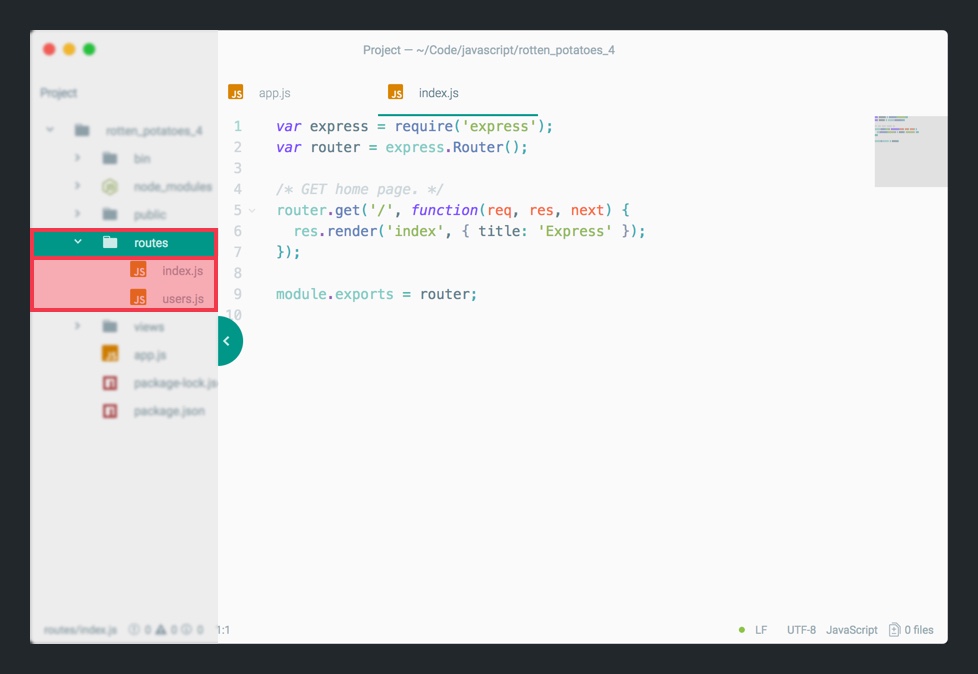 Project — ~/Code/javascript/rotten_potatoes_4
Project
app.js
index.js
rotten_potatoes_4
bin
node_modules
public
routes
index.js
users.js
views
app.js
package-lock.js
package.json
1 var express = require('express');
2 var router = express.Router();
3
4 /* GET home page. */
5 router.get('/', function(req, res, next) {
6 res.render('index', { title: 'Express' });
7 });
8
9 module.exports = router;
10
routes/index.js 0 0 0 1:1 LF UTF-8 JavaScript 0 files